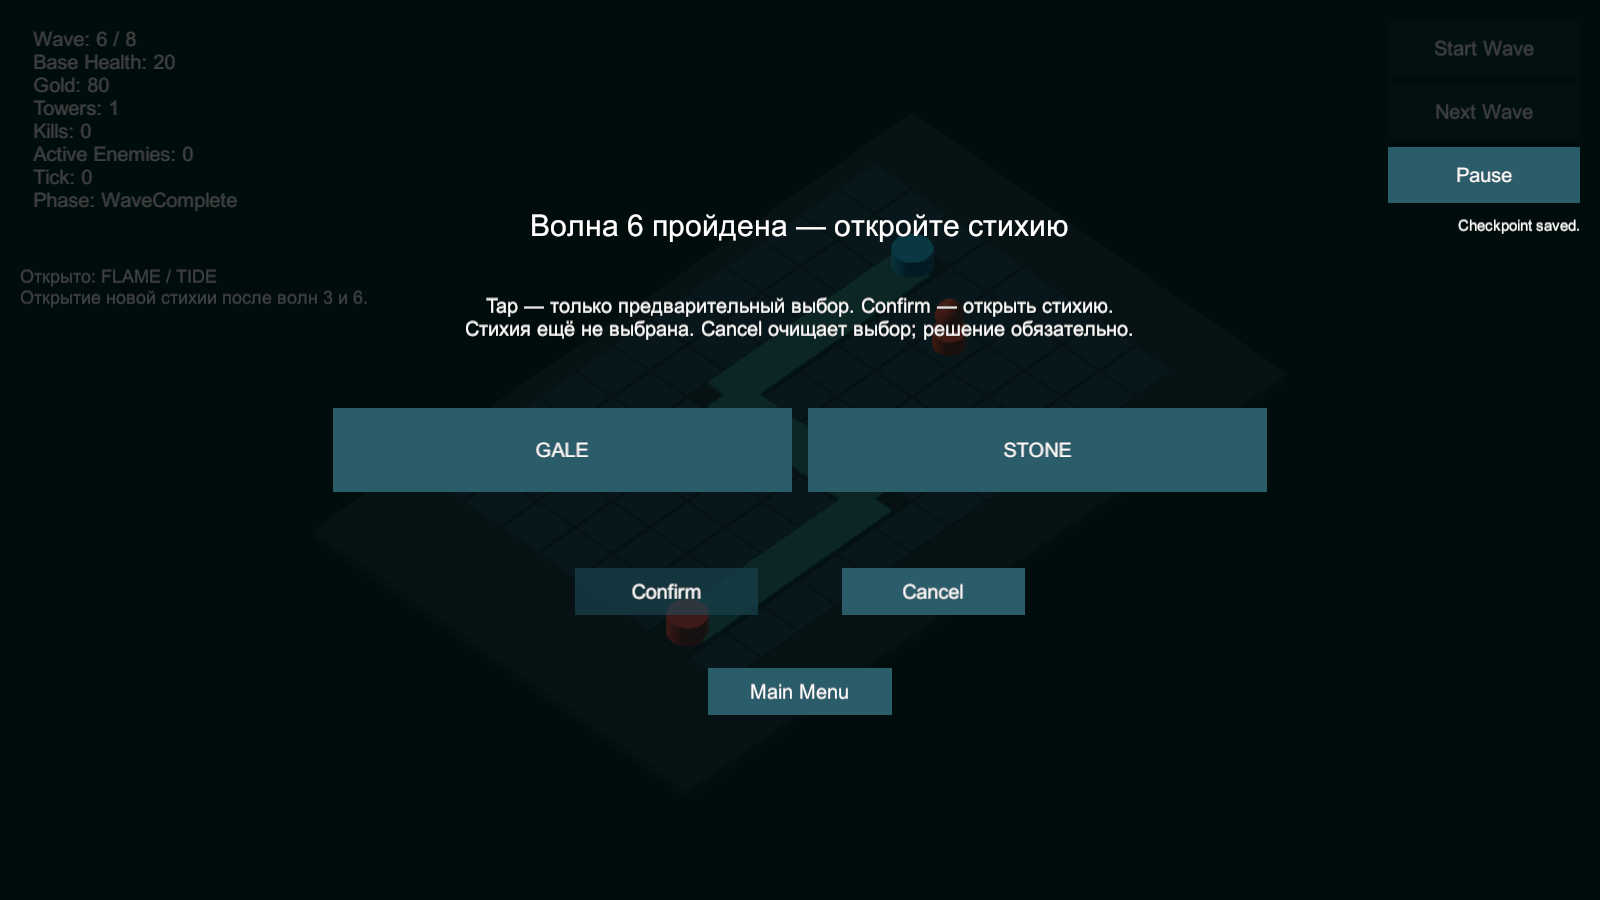 Wave: 6 / 8
Base Health: 20
Gold: 80
Towers: 1
Kills: 0
Active Enemies: 0
Tick: 0
Phase: WaveComplete
Открыто: FLAME / TIDE
Открытие новой стихии после волн 3 и 6.
Start Wave
Next Wave
Pause
Checkpoint saved.
Волна 6 пройдена — откройте стихию
Тар — только предварительный выбор. Confirm — открыть стихию.
Стихия ещё не выбрана. Cancel очищает выбор; решение обязательно.
GALE
STONE
Confirm
Cancel
Main Menu